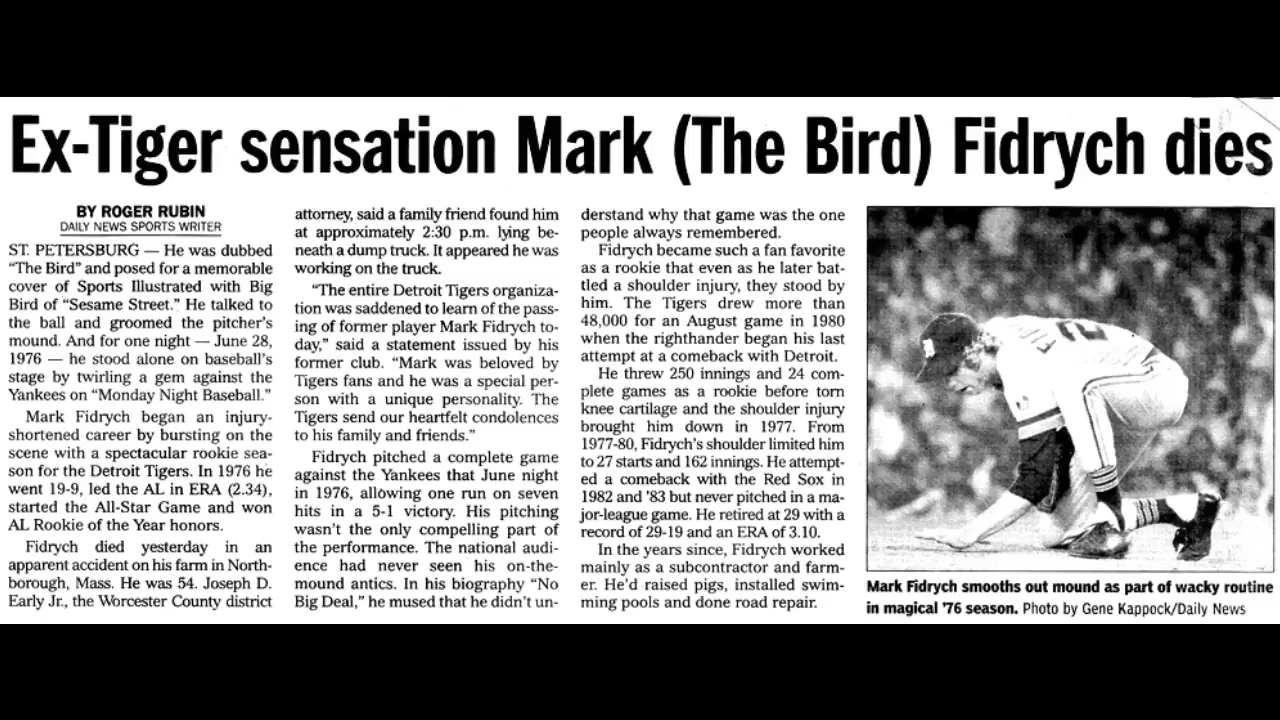 Ex-Tiger sensation Mark (The Bird) Fidrych dies
BY ROGER RUBIN
DAILY NEWS SPORTS WRITER
ST. PETERSBURG — He was dubbed
“The Bird” and posed for a memorable
cover of Sports Illustrated with Big
Bird of “Sesame Street.” He talked to
the ball and groomed the pitcher’s
mound. And for one night — June 28,
1976 — he stood alone on baseball’s
stage by twirling a gem against the
Yankees on “Monday Night Baseball.”
Mark Fidrych began an injury-
shortened career by bursting on the
scene with a spectacular rookie sea-
son for the Detroit Tigers. In 1976 he
went 19-9, led the AL in ERA (2.34),
started the All-Star Game and won
AL Rookie of the Year honors.
Fidrych died yesterday in an
apparent accident on his farm in North-
borough, Mass. He was 54. Joseph D.
Early Jr., the Worcester County district
attorney, said a family friend found him
at approximately 2:30 p.m. lying be-
neath a dump truck. It appeared he was
working on the truck.
“The entire Detroit Tigers organiza-
tion was saddened to learn of the pass-
ing of former player Mark Fidrych to-
day,” said a statement issued by his
former club. “Mark was beloved by
Tigers fans and he was a special per-
son with a unique personality. The
Tigers send our heartfelt condolences
to his family and friends.”
Fidrych pitched a complete game
against the Yankees that June night
in 1976, allowing one run on seven
hits in a 5-1 victory. His pitching
wasn’t the only compelling part of
the performance. The national audi-
ence had never seen his on-the-
mound antics. In his biography “No
Big Deal,” he mused that he didn’t un-
derstand why that game was the one
people always remembered.
Fidrych became such a fan favorite
as a rookie that even as he later bat-
tled a shoulder injury, they stood by
him. The Tigers drew more than
48,000 for an August game in 1980
when the righthander began his last
attempt at a comeback with Detroit.
He threw 250 innings and 24 com-
plete games as a rookie before torn
knee cartilage and the shoulder injury
brought him down in 1977. From
1977-80, Fidrych’s shoulder limited him
to 27 starts and 162 innings. He attempt-
ed a comeback with the Red Sox in
1982 and ’83 but never pitched in a ma-
jor-league game. He retired at 29 with a
record of 29-19 and an ERA of 3.10.
In the years since, Fidrych worked
mainly as a subcontractor and farm-
er. He’d raised pigs, installed swim-
ming pools and done road repair.
Mark Fidrych smooths out mound as part of wacky routine
in magical ’76 season. Photo by Gene Kappock/Daily News